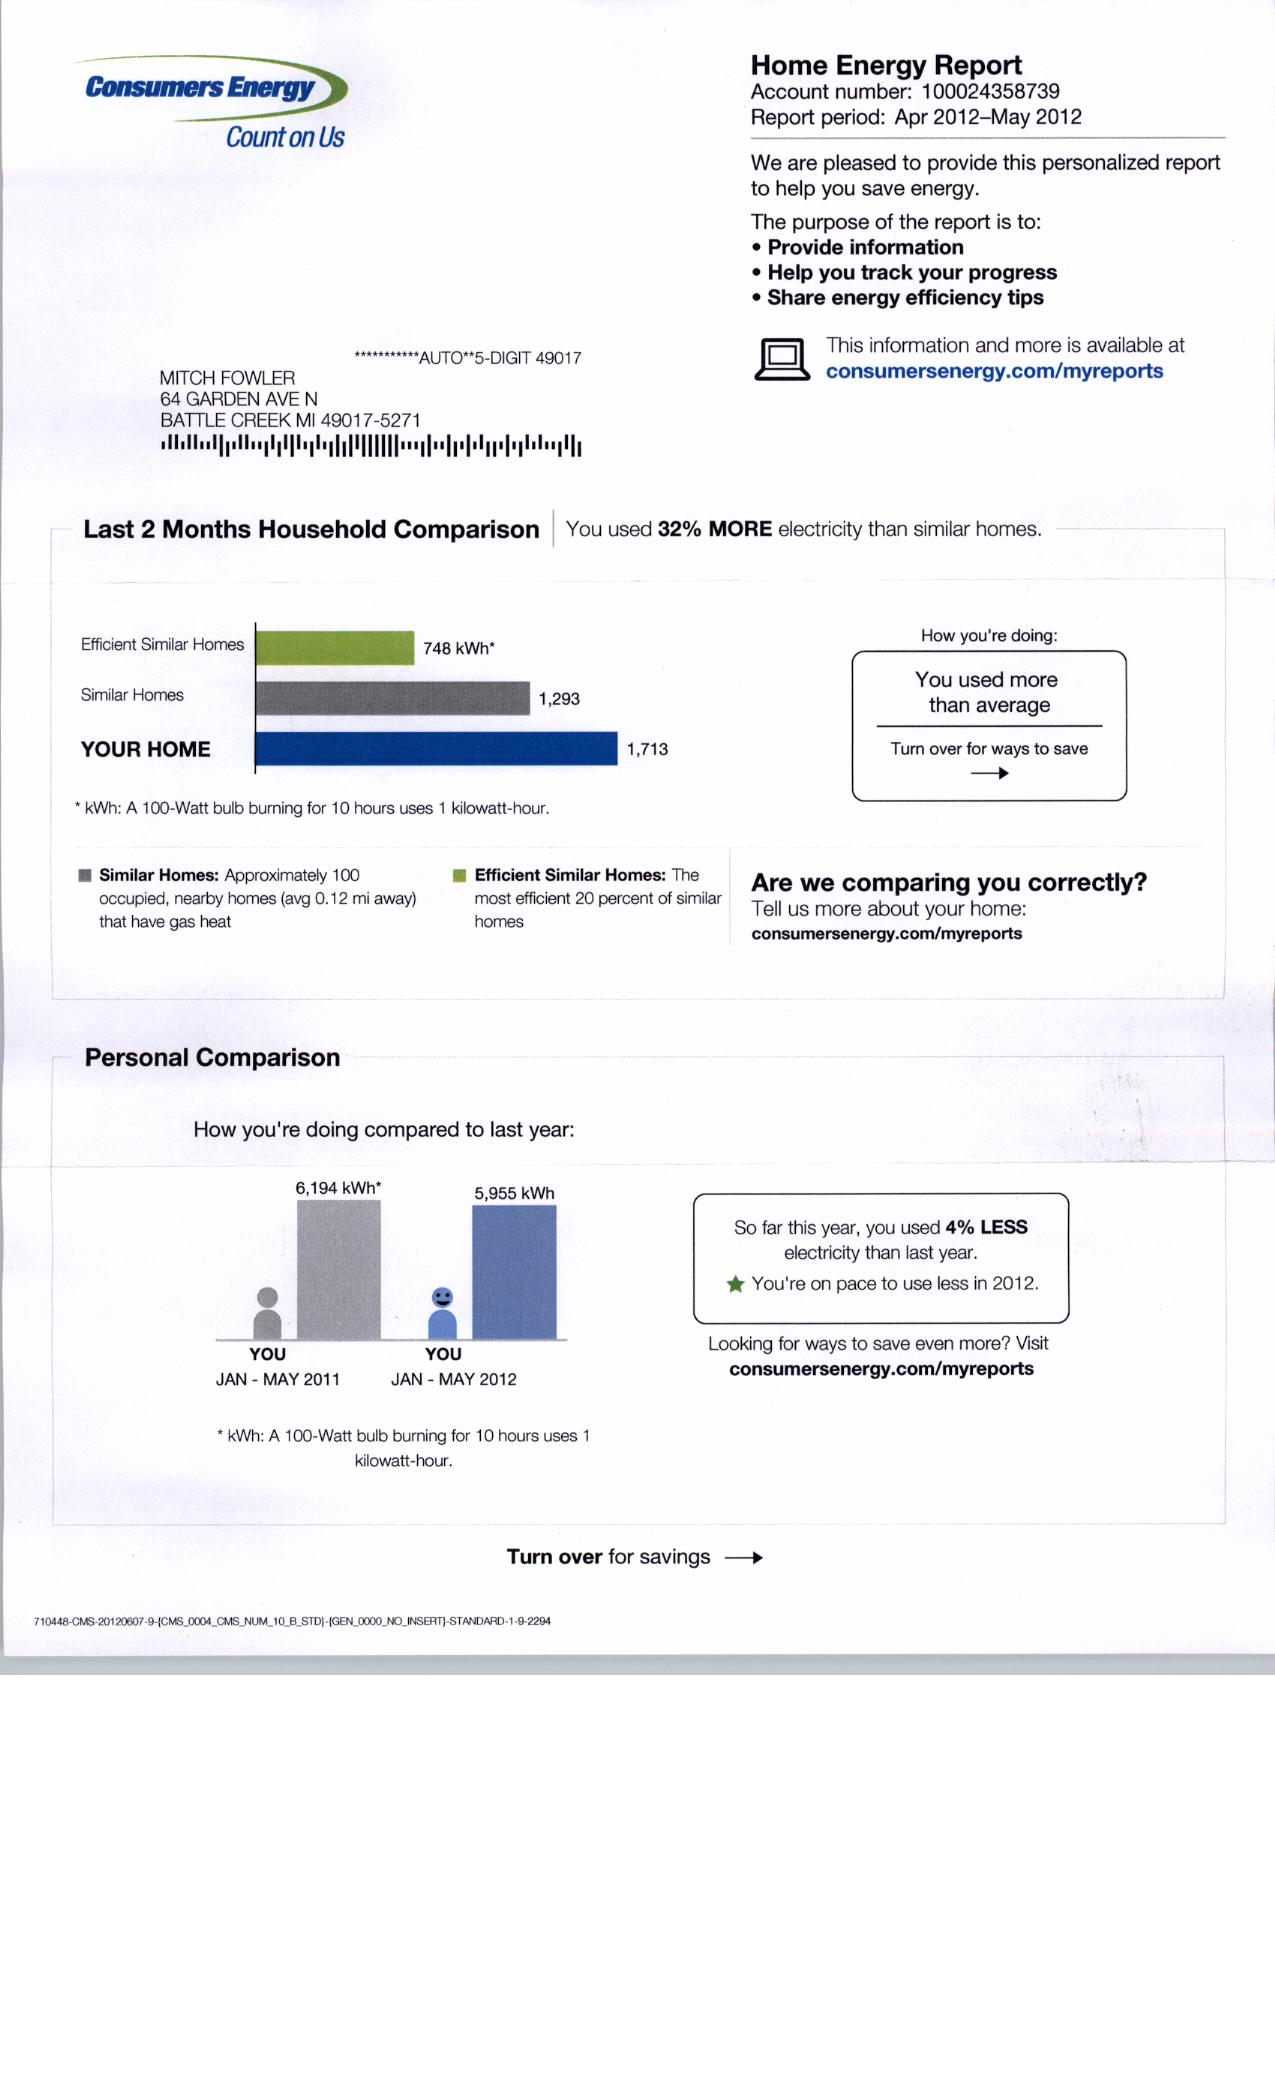 Consumers Energy
Count on Us
Home Energy Report
Account number: 100024358739
Report period: Apr 2012–May 2012
We are pleased to provide this personalized report
to help you save energy.
The purpose of the report is to:
• Provide information
• Help you track your progress
• Share energy efficiency tips
This information and more is available at
consumersenergy.com/myreports
***********AUTO**5-DIGIT 49017
MITCH FOWLER
64 GARDEN AVE N
BATTLE CREEK MI 49017-5271
Last 2 Months Household Comparison
You used 32% MORE electricity than similar homes.
Efficient Similar Homes 748 kWh*
Similar Homes 1,293
YOUR HOME 1,713
* kWh: A 100-Watt bulb burning for 10 hours uses 1 kilowatt-hour.
How you're doing:
You used more
than average
Turn over for ways to save
Similar Homes: Approximately 100
occupied, nearby homes (avg 0.12 mi away)
that have gas heat
Efficient Similar Homes: The
most efficient 20 percent of similar
homes
Are we comparing you correctly?
Tell us more about your home:
consumersenergy.com/myreports
Personal Comparison
How you're doing compared to last year:
6,194 kWh* 5,955 kWh
YOU YOU
JAN - MAY 2011 JAN - MAY 2012
* kWh: A 100-Watt bulb burning for 10 hours uses 1
kilowatt-hour.
So far this year, you used 4% LESS
electricity than last year.
You're on pace to use less in 2012.
Looking for ways to save even more? Visit
consumersenergy.com/myreports
Turn over for savings
710448-CMS-20120607-9-{CMS_0004_CMS_NUM_10_B_STD}-{GEN_0000_NO_INSERT}-STANDARD-1-9-2294